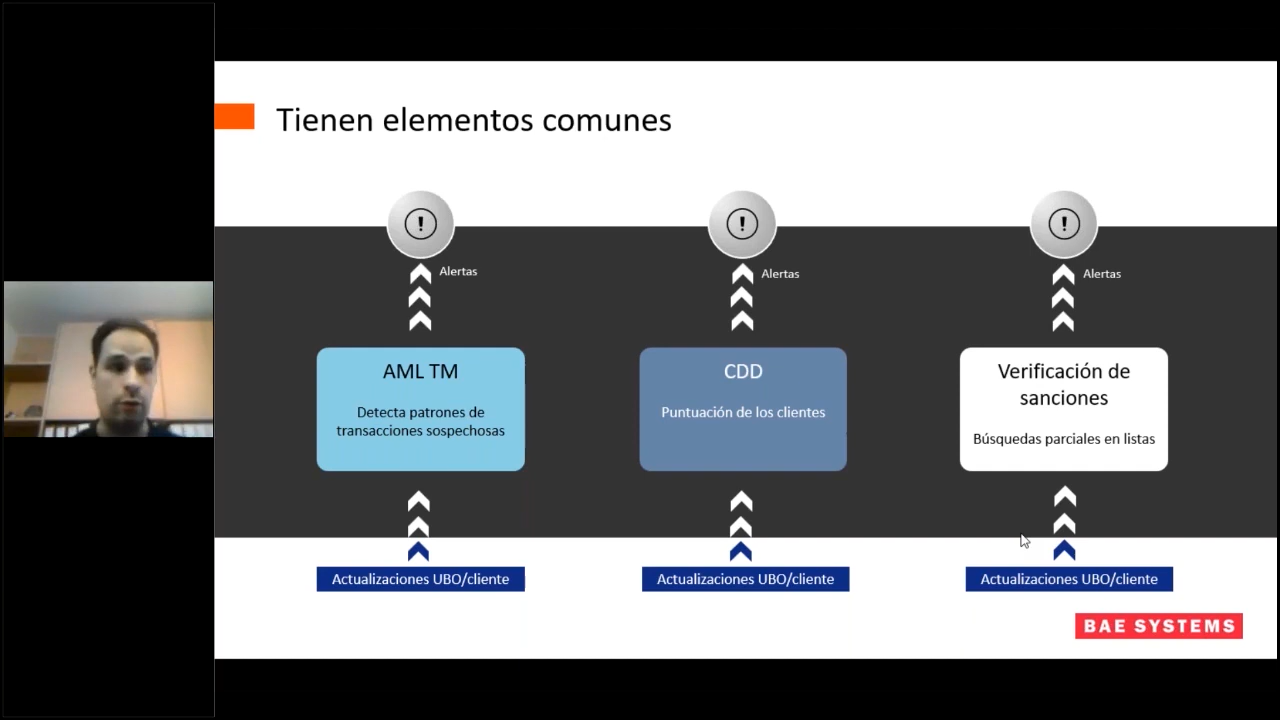 Tienen elementos comunes
!
Alertas
!
Alertas
!
Alertas
AML TM
Detecta patrones de
transacciones sospechosas
CDD
Puntuación de los clientes
Verificación de
sanciones
Búsquedas parciales en listas
Actualizaciones UBO/cliente
Actualizaciones UBO/cliente
Actualizaciones UBO/cliente
BAE SYSTEMS